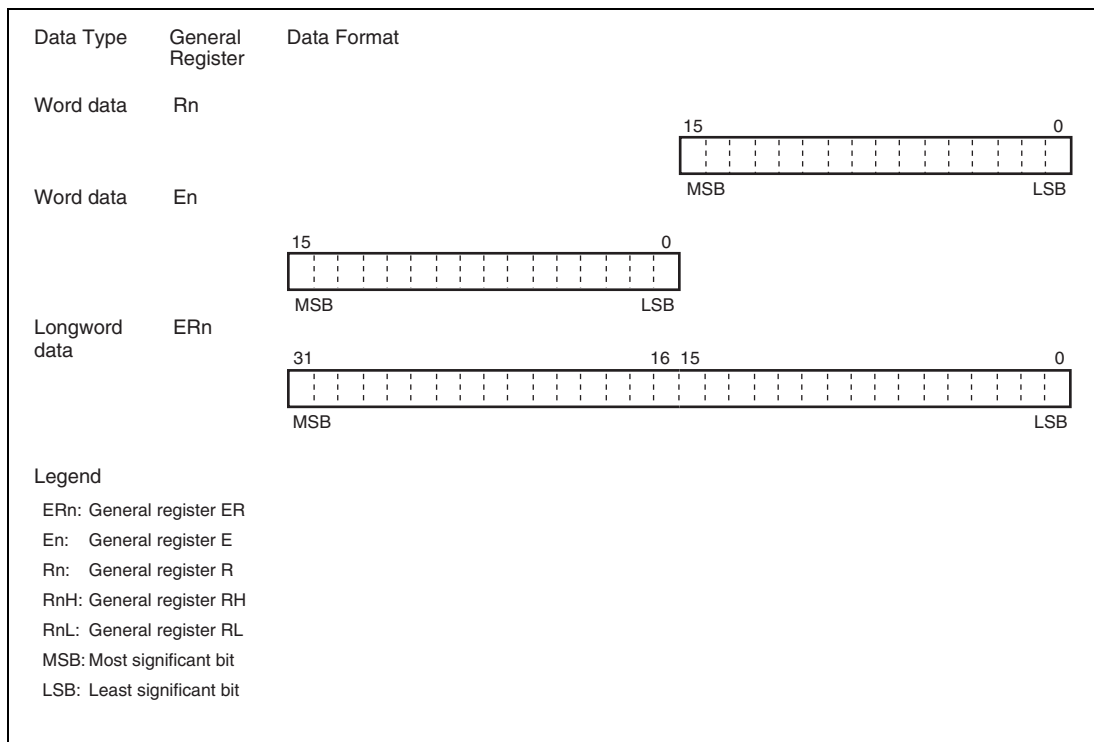 Data Type General Register Data Format
Word data Rn
15 0
MSB LSB
Word data En
15 0
MSB LSB
Longword data ERn
31 16 15 0
MSB LSB
Legend
ERn: General register ER
En: General register E
Rn: General register R
RnH: General register RH
RnL: General register RL
MSB: Most significant bit
LSB: Least significant bit